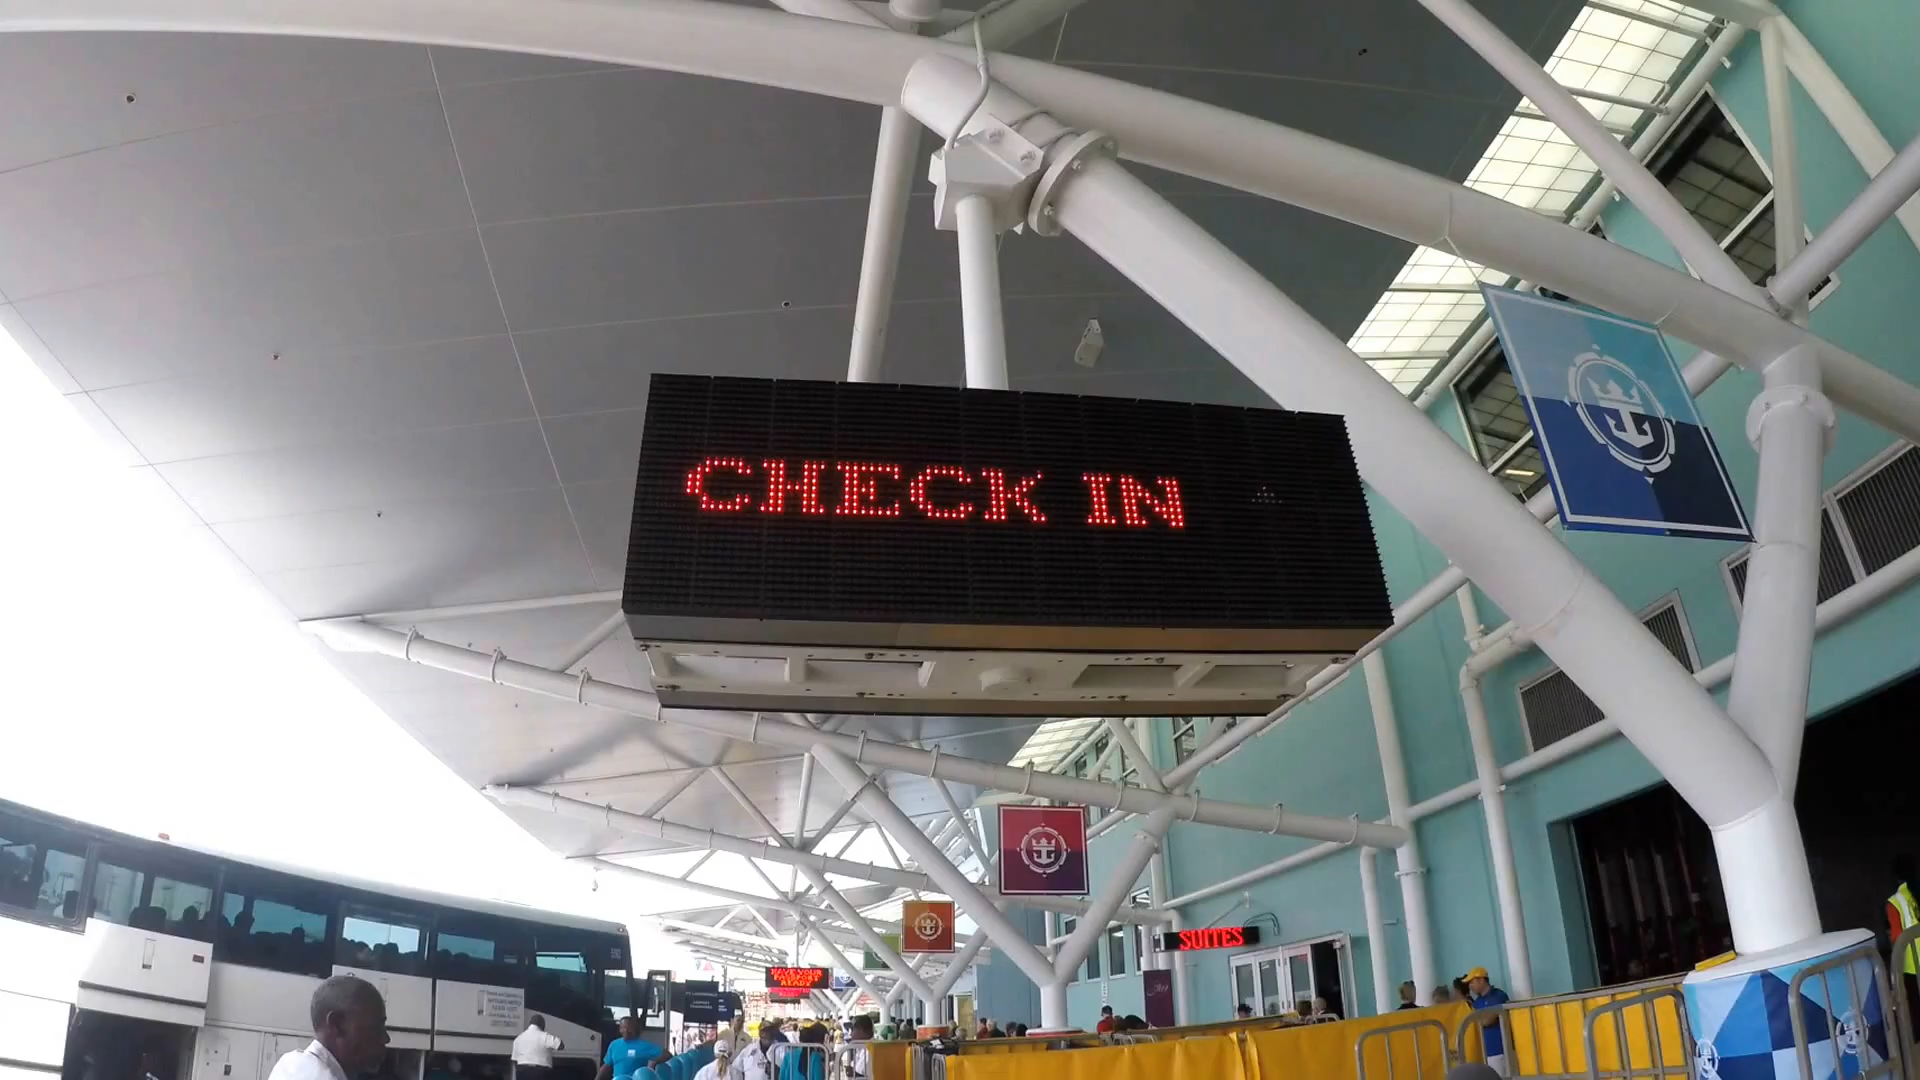 CHECK IN
SUITES
HAVE YOUR
PASSPORT
READY